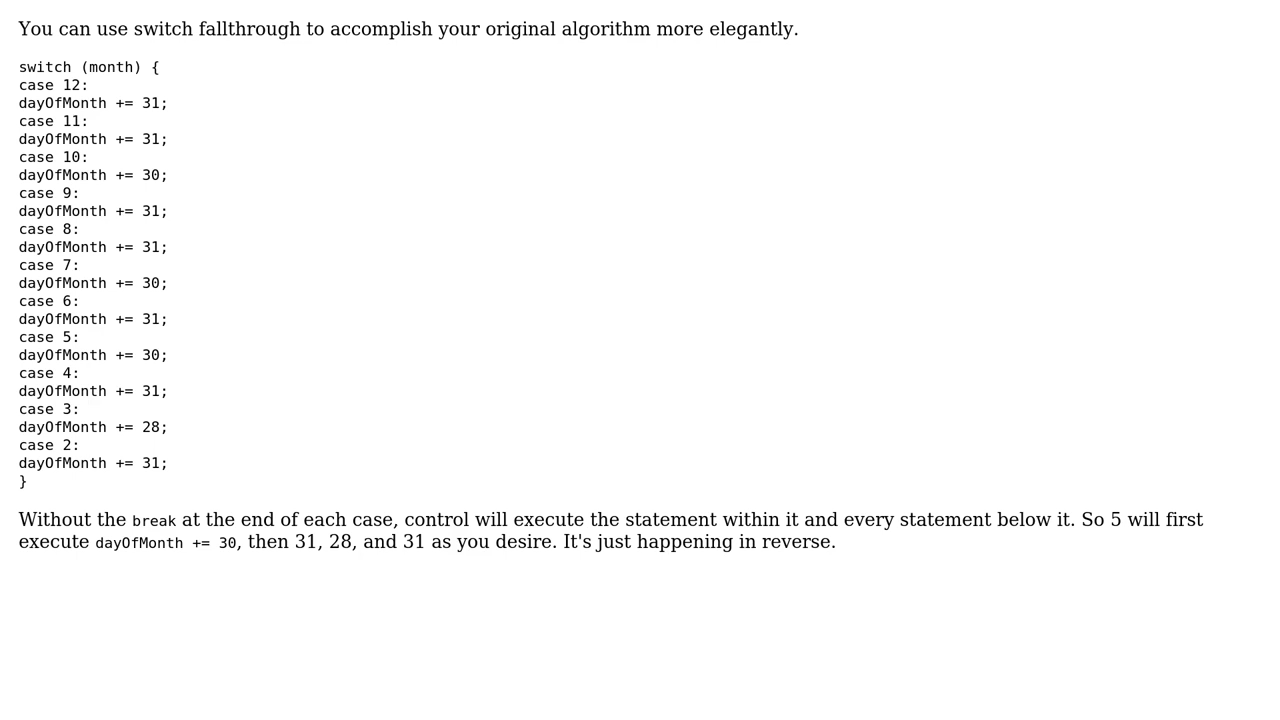 You can use switch fallthrough to accomplish your original algorithm more elegantly.
switch (month) {
case 12:
dayOfMonth += 31;
case 11:
dayOfMonth += 31;
case 10:
dayOfMonth += 30;
case 9:
dayOfMonth += 31;
case 8:
dayOfMonth += 31;
case 7:
dayOfMonth += 30;
case 6:
dayOfMonth += 31;
case 5:
dayOfMonth += 30;
case 4:
dayOfMonth += 31;
case 3:
dayOfMonth += 28;
case 2:
dayOfMonth += 31;
}
Without the break at the end of each case, control will execute the statement within it and every statement below it. So 5 will first
execute dayOfMonth += 30, then 31, 28, and 31 as you desire. It's just happening in reverse.